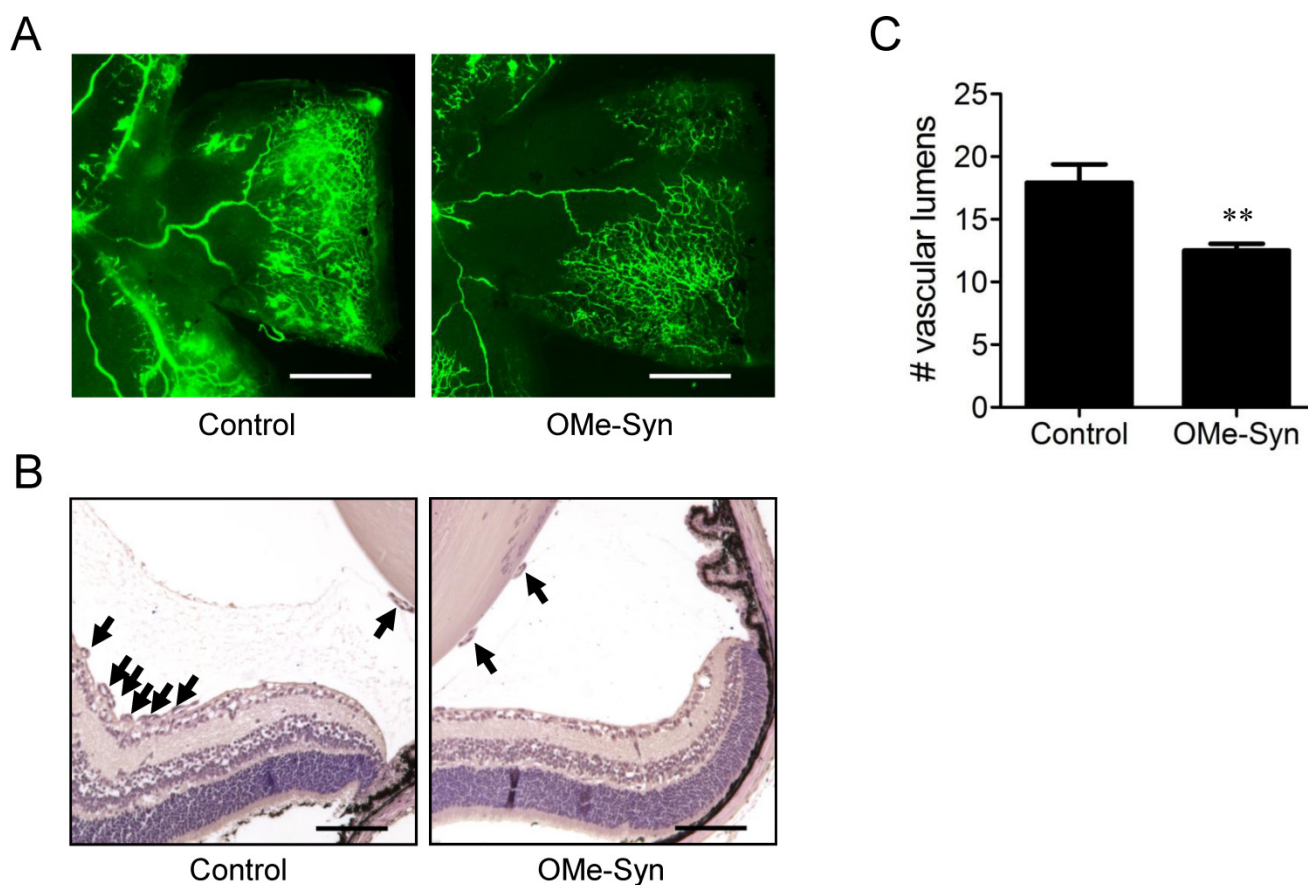 A
Control
OMe-Syn
B
Control
OMe-Syn
C
# vascular lumens
25
20
15
10
5
0
**
Control
OMe-Syn